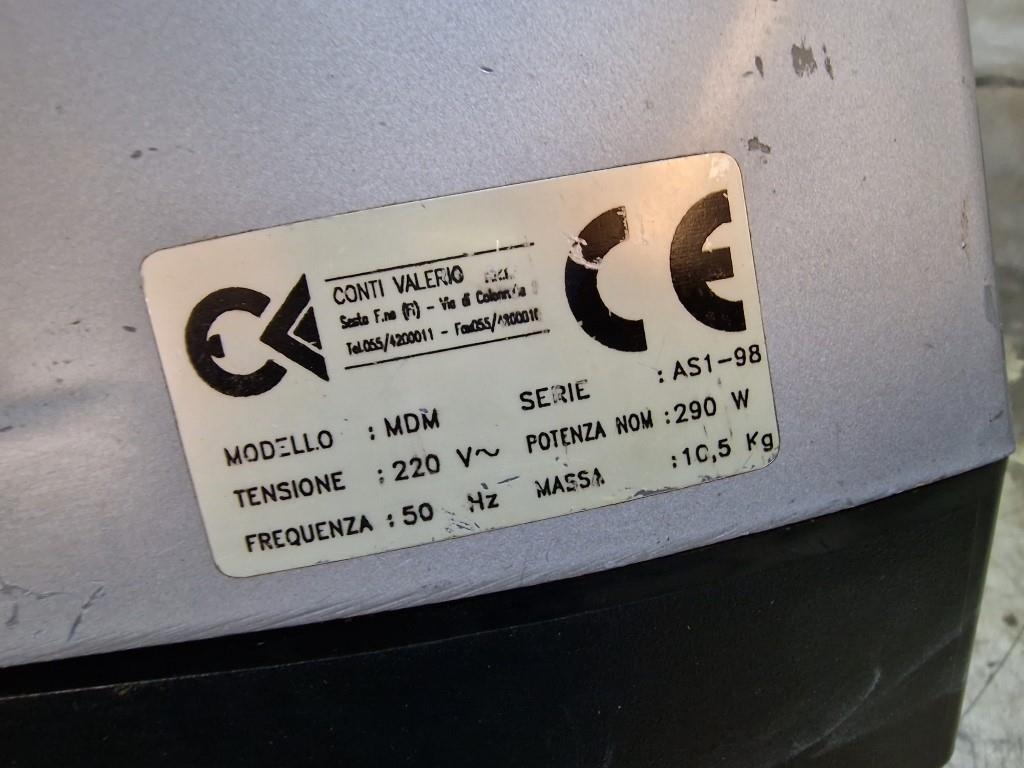 CONTI VALERIO
Sesto F.no (Fi) - Via di
Tel.055/4200011 - Fax055/4200010
CE
MODELLO : MDM SERIE : AS1-98
TENSIONE : 220 V~ POTENZA NOM : 290 W
FREQUENZA : 50 Hz MASSA : 10,5 Kg